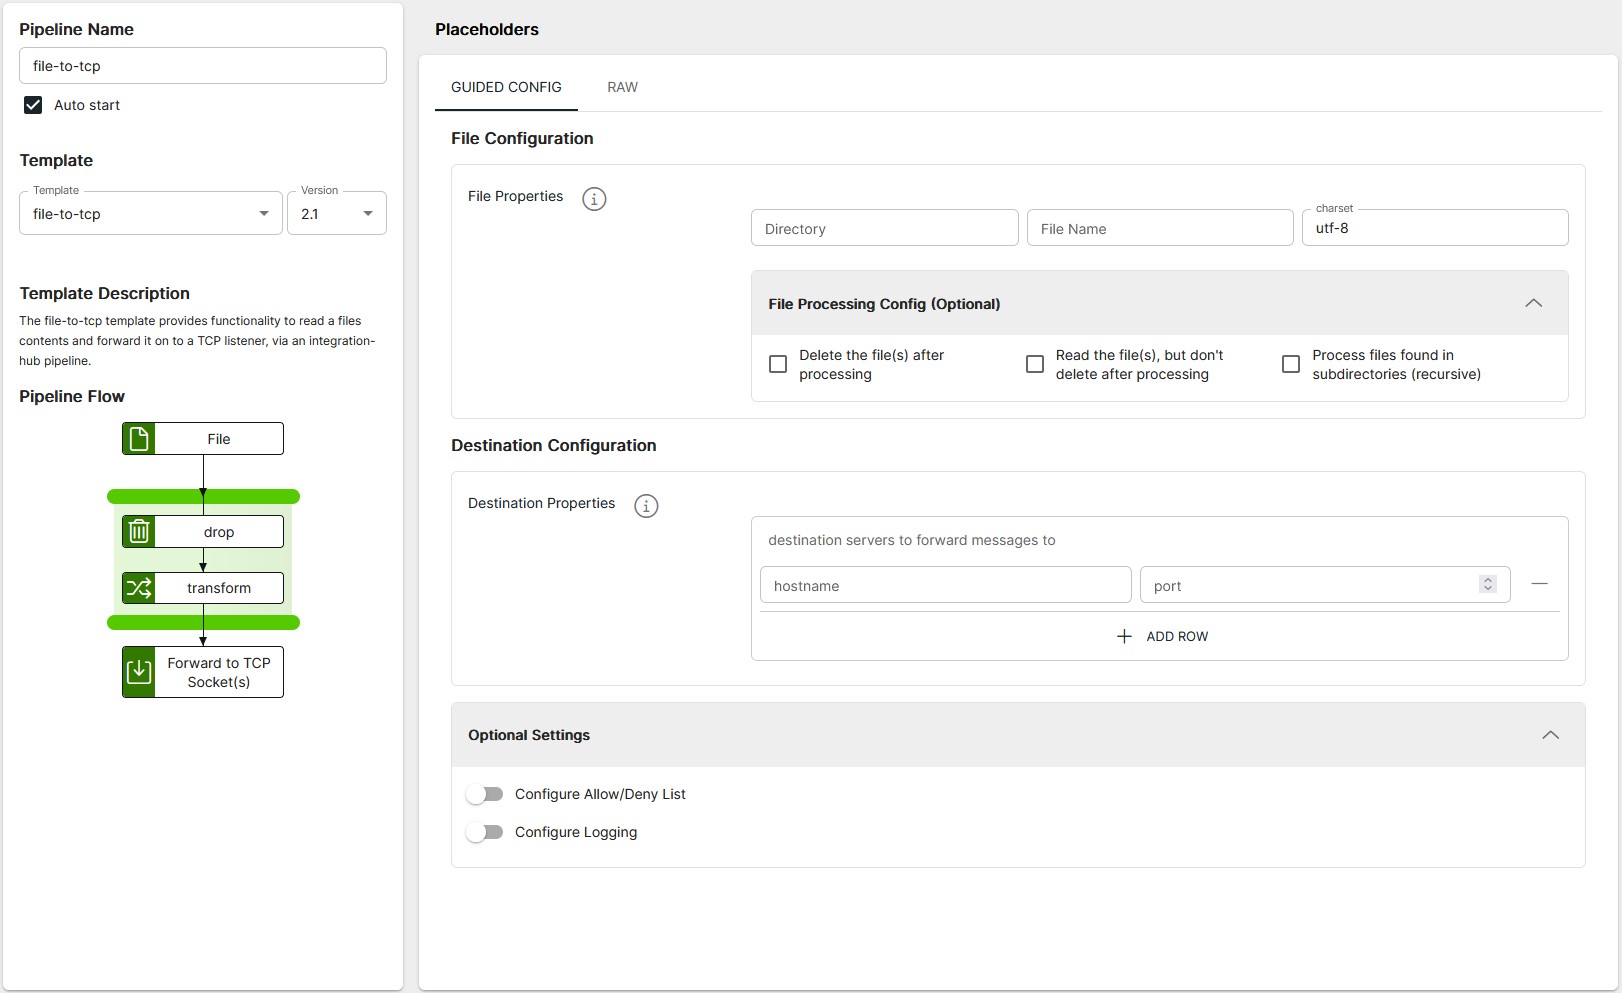 Pipeline Name
file-to-tcp
Auto start
Template
Template
file-to-tcp
Version
2.1
Template Description
The file-to-tcp template provides functionality to read a files
contents and forward it on to a TCP listener, via an integration-
hub pipeline.
Pipeline Flow
File
drop
transform
Forward to TCP
Socket(s)
Placeholders
GUIDED CONFIG
RAW
File Configuration
File Properties
Directory
File Name
charset
utf-8
File Processing Config (Optional)
Delete the file(s) after
processing
Read the file(s), but don't
delete after processing
Process files found in
subdirectories (recursive)
Destination Configuration
Destination Properties
destination servers to forward messages to
hostname
port
ADD ROW
Optional Settings
Configure Allow/Deny List
Configure Logging